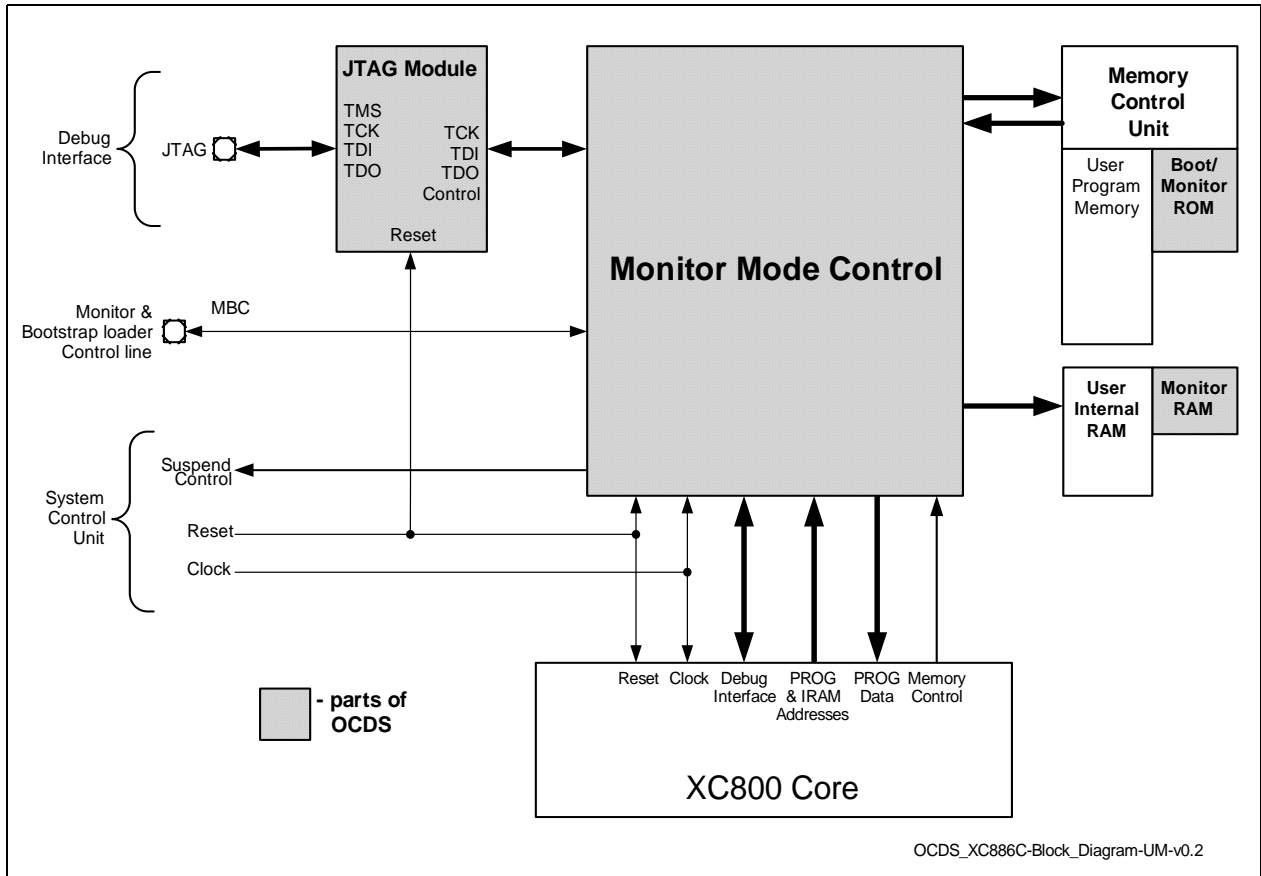 JTAG Module
TMS
TCK
TDI
TDO
TCK
TDI
TDO
Control
Reset
Debug
Interface
JTAG
Monitor Mode Control
Memory
Control
Unit
User
Program
Memory
Boot/
Monitor
ROM
Monitor &
Bootstrap loader
Control line
MBC
User
Internal
RAM
Monitor
RAM
System
Control
Unit
Suspend
Control
Reset
Clock
Reset
Clock
Debug
Interface
PROG
& IRAM
Addresses
PROG
Data
Memory
Control
- parts of
OCDS
XC800 Core
OCDS_XC886C-Block_Diagram-UM-v0.2